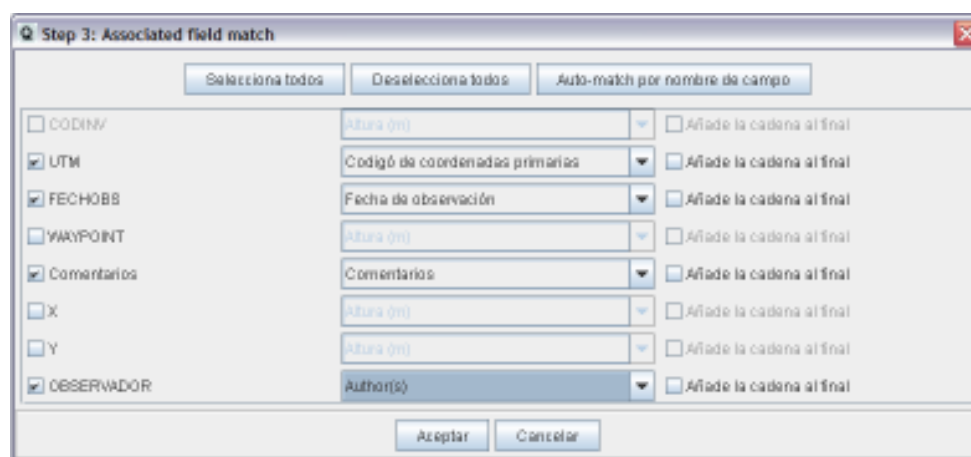 Step 3: Associated field match
Selecciona todos Deselecciona todos Auto-match por nombre de campo
CODINV Altura (m) Añade la cadena al final
UTM Codigó de coordenadas primarias Añade la cadena al final
FECHOBS Fecha de observación Añade la cadena al final
WAYPOINT Altura (m) Añade la cadena al final
Comentarios Comentarios Añade la cadena al final
X Altura (m) Añade la cadena al final
Y Altura (m) Añade la cadena al final
OBSERVADOR Author(s) Añade la cadena al final
Aceptar Cancelar